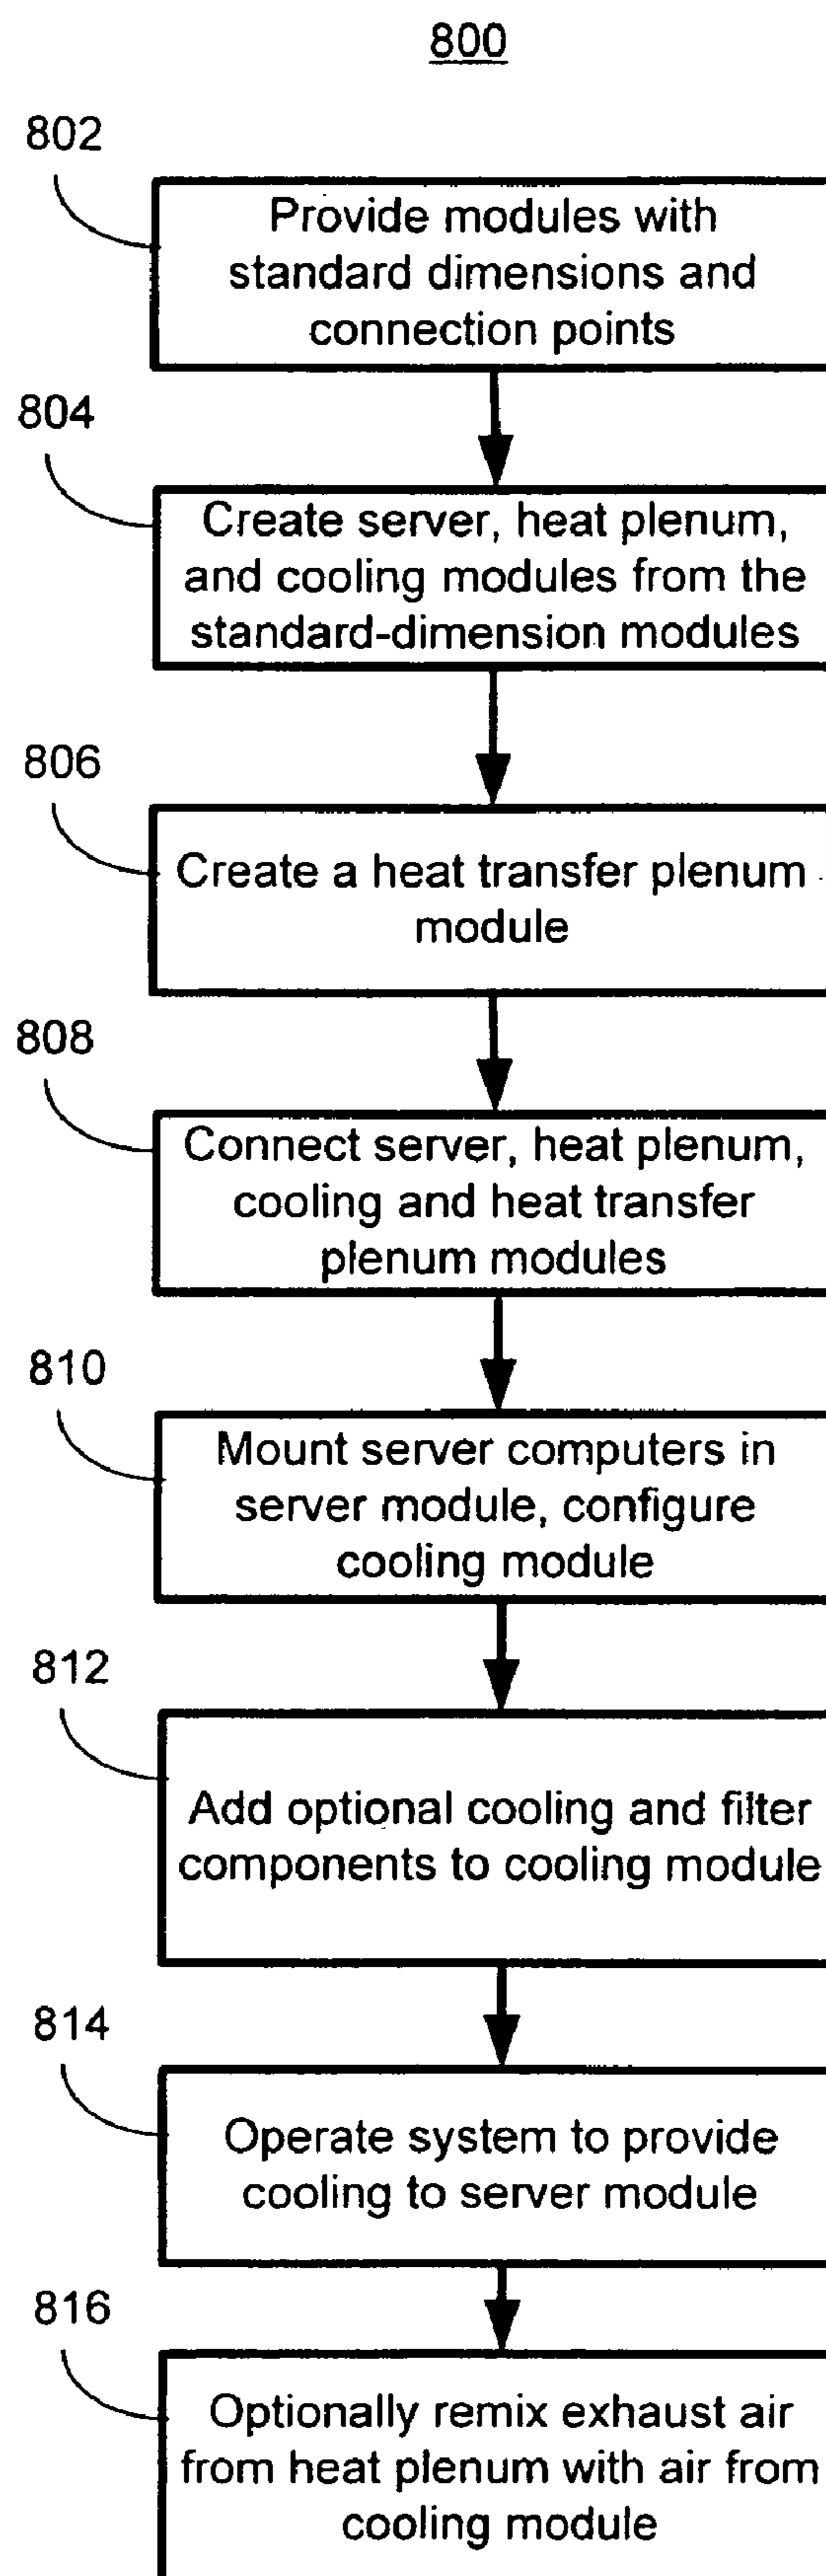 800
802
Provide modules with
standard dimensions and
connection points
804
Create server, heat plenum,
and cooling modules from the
standard-dimension modules
806
Create a heat transfer plenum
module
808
Connect server, heat plenum,
cooling and heat transfer
plenum modules
810
Mount server computers in
server module, configure
cooling module
812
Add optional cooling and filter
components to cooling module
814
Operate system to provide
cooling to server module
816
Optionally remix exhaust air
from heat plenum with air from
cooling module